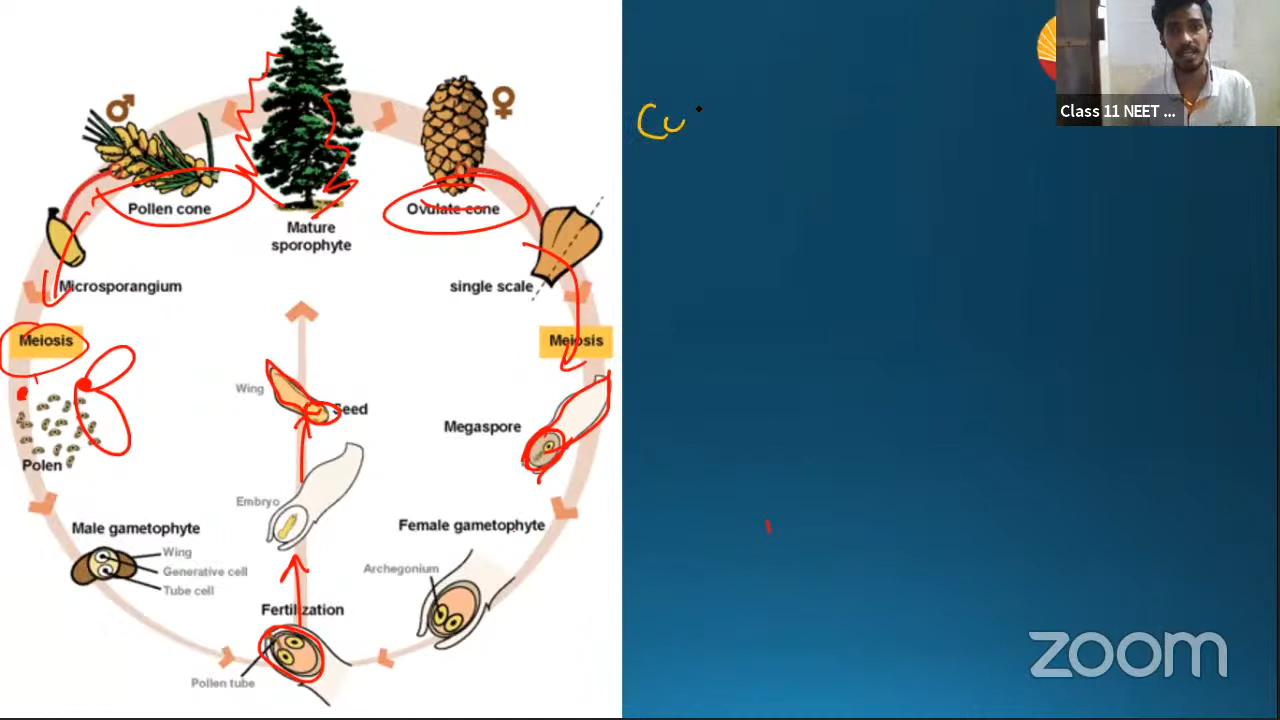 Class 11 NEET ...
Cu
Pollen cone
Ovulate cone
Mature
sporophyte
Microsporangium
single scale
Meiosis
Meiosis
Wing
Seed
Megaspore
Polen
Embryo
Male gametophyte
Female gametophyte
Wing
Generative cell
Tube cell
Archegonium
Fertilization
Pollen tube
zoom